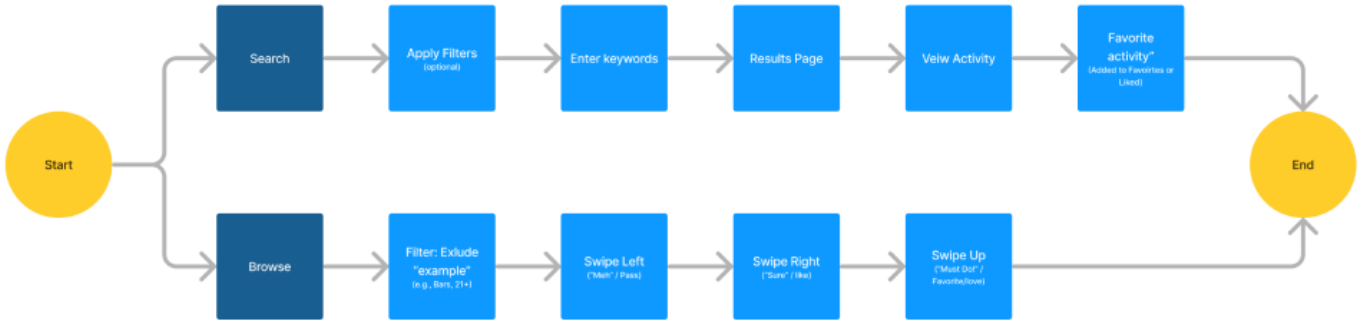 Start
Search
Apply Filters
(optional)
Enter keywords
Results Page
Veiw Activity
Favorite
activity”
(Added to Favoirtes or
Liked)
End
Browse
Filter: Exlude
“example”
(e.g., Bars, 21+)
Swipe Left
("Meh" / Pass)
Swipe Right
("Sure" / like)
Swipe Up
("Must Do!" /
Favorite/love)